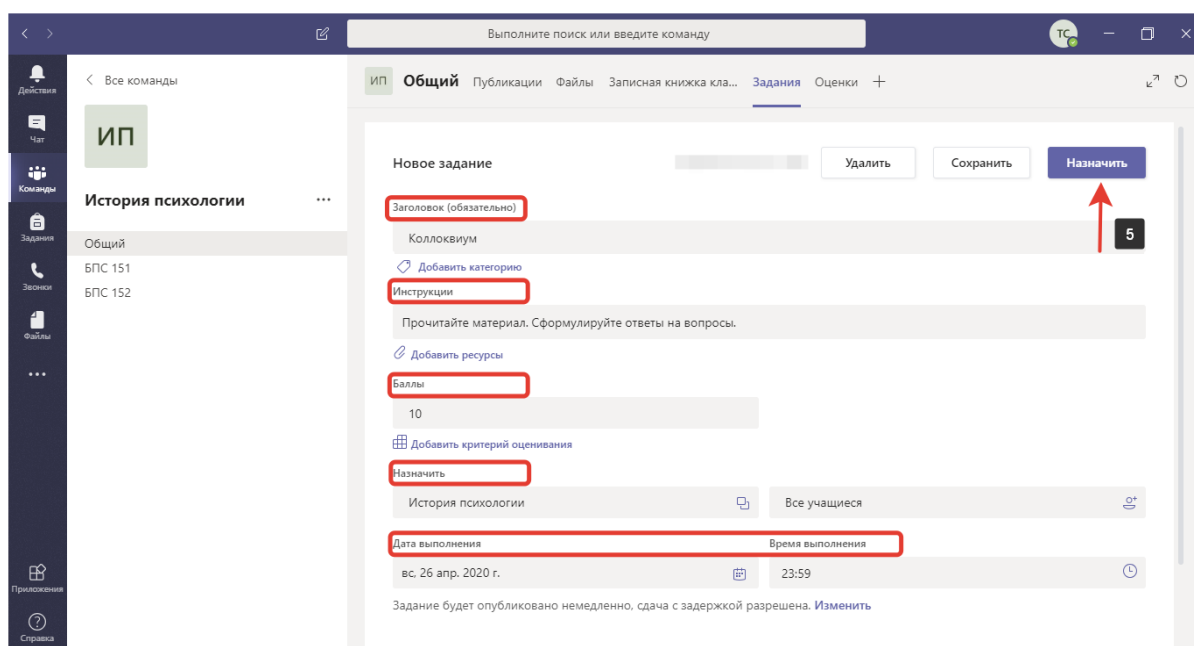 Выполните поиск или введите команду
ТС
Действия
Чат
Команды
Задания
Звонки
Файлы
Приложения
Справка
Все команды
ИП
История психологии
Общий
БПС 151
БПС 152
ИП Общий Публикации Файлы Записная книжка кла... Задания Оценки
Новое задание Удалить Сохранить Назначить
Заголовок (обязательно)
Коллоквиум
5
Добавить категорию
Инструкции
Прочитайте материал. Сформулируйте ответы на вопросы.
Добавить ресурсы
Баллы
10
Добавить критерий оценивания
Назначить
История психологии Все учащиеся
Дата выполнения Время выполнения
вс, 26 апр. 2020 г. 23:59
Задание будет опубликовано немедленно, сдача с задержкой разрешена. Изменить